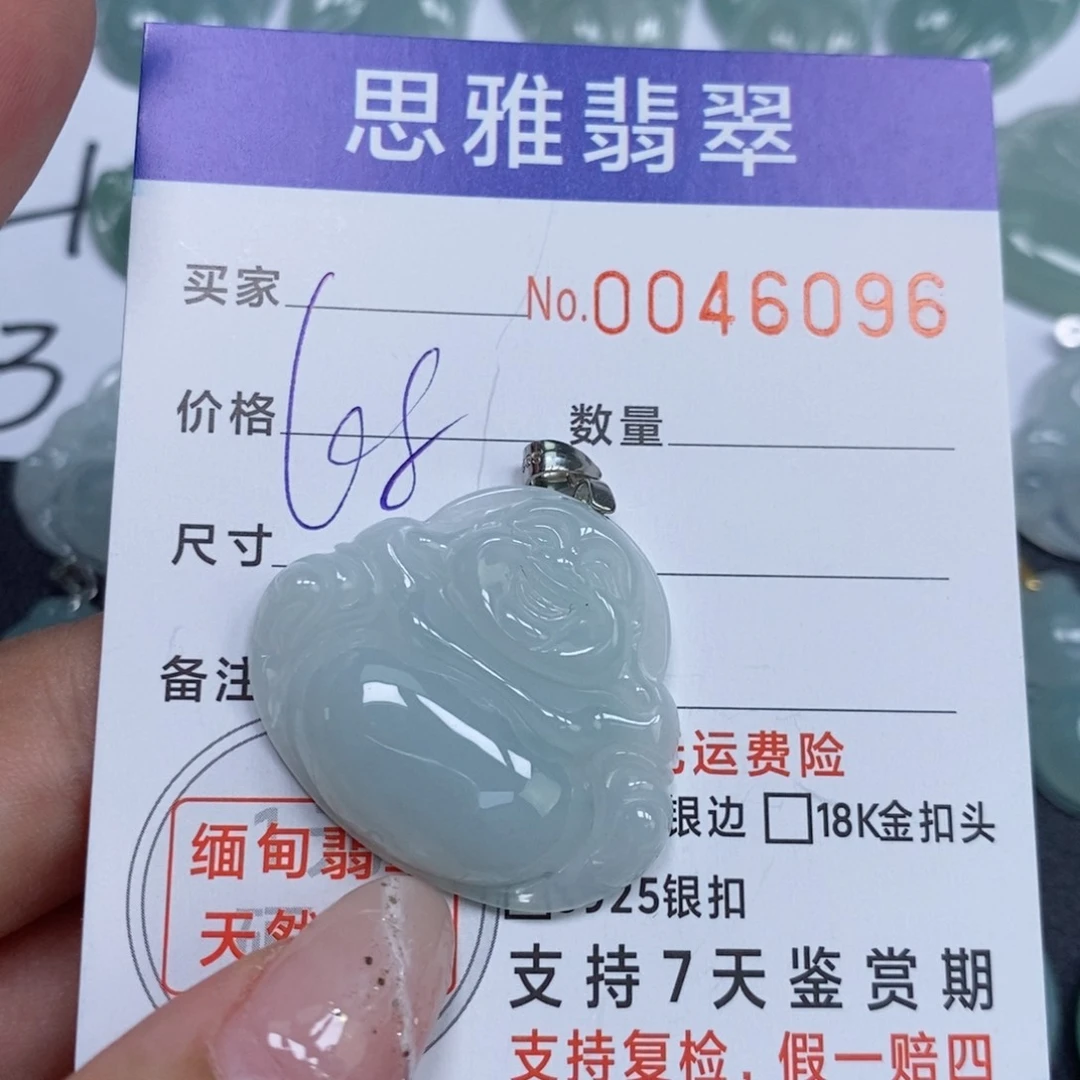 思雅翡翠
买家 No.0046096
价格 68 数量
尺寸
备注
运费险
银边 □18K金扣头
925银扣
缅甸翡
天然
支持7天鉴赏期
支持复检，假一赔四
3